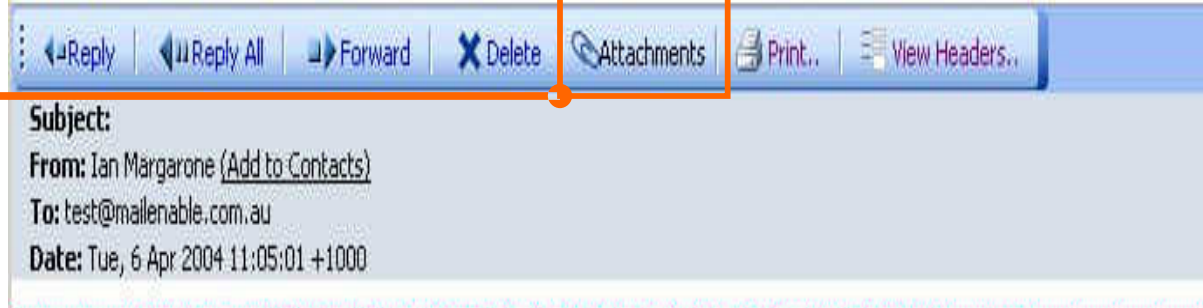 Reply Reply All Forward Delete Attachments Print.. View Headers..
Subject:
From: Ian Margarone (Add to Contacts)
To: test@mailenable.com.au
Date: Tue, 6 Apr 2004 11:05:01 +1000